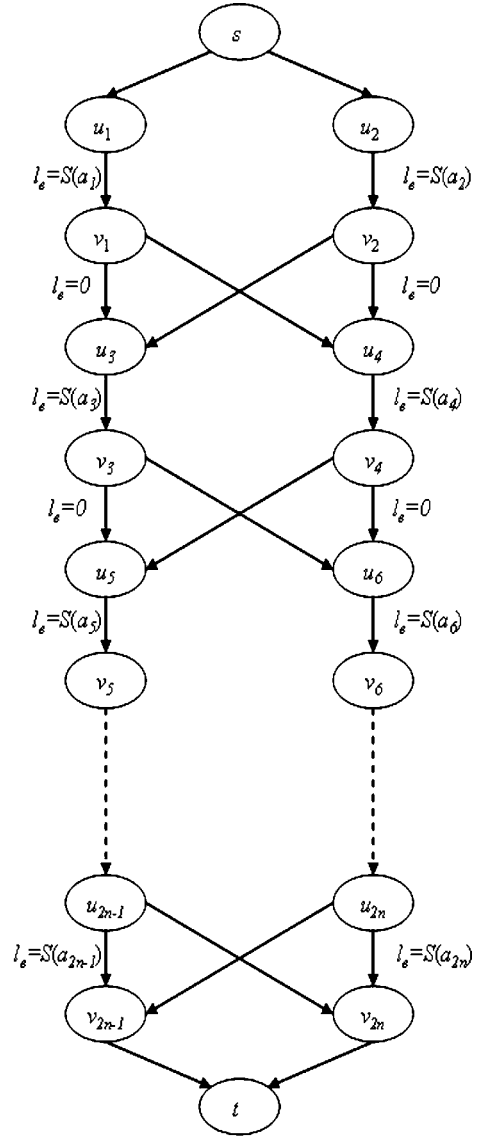 s
u1 u2
le=S(a1) le=S(a2)
v1 v2
le=0 le=0
u3 u4
le=S(a3) le=S(a4)
v3 v4
le=0 le=0
u5 u6
le=S(a5) le=S(a6)
v5 v6
u2n-1 u2n
le=S(a2n-1) le=S(a2n)
v2n-1 v2n
t